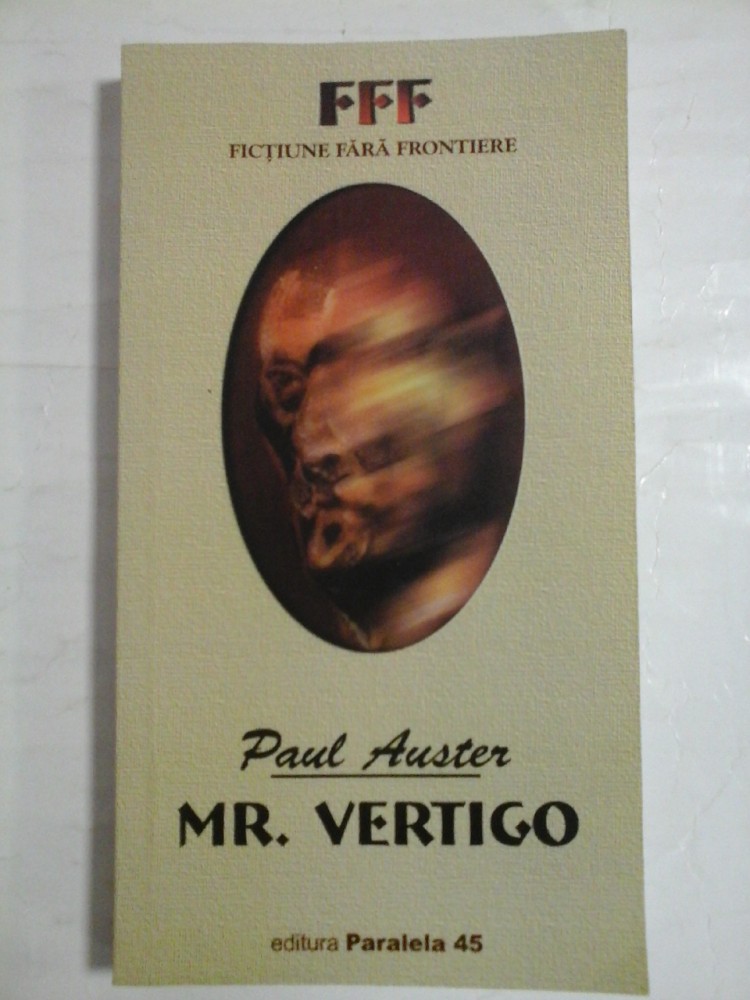 FFF
FICȚIUNE FĂRĂ FRONTIERE
Paul Auster
MR. VERTIGO
editura Paralela 45